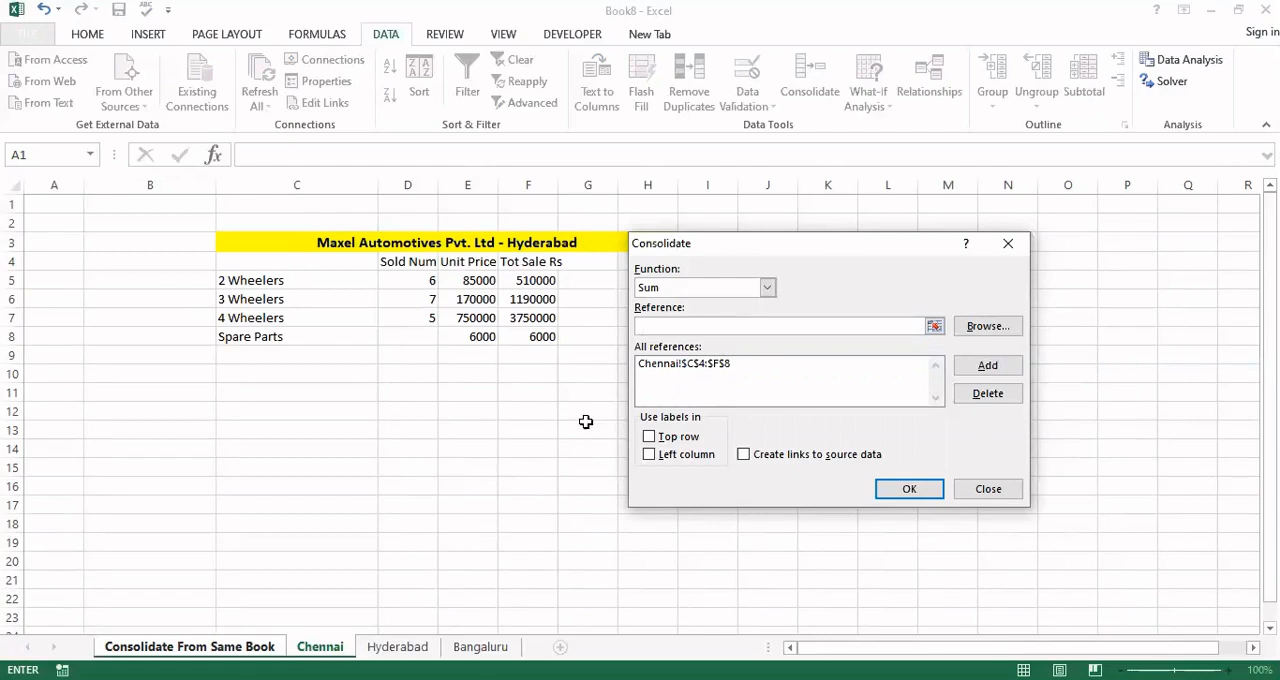 ABC
Book8 - Excel
?
Sign in
HOME INSERT PAGE LAYOUT FORMULAS DATA REVIEW VIEW DEVELOPER New Tab
From Access
From Web
From Text
From Other Sources
Existing Connections
Get External Data
Refresh All
Connections
Properties
Edit Links
Connections
Sort
Filter
Clear
Reapply
Advanced
Sort & Filter
Text to Columns
Flash Fill
Remove Duplicates
Data Validation
Consolidate
What-If Analysis
Relationships
Data Tools
Group
Ungroup
Subtotal
Outline
Data Analysis
Solver
Analysis
A1
fx
A B C D E F G H I J K L M N O P Q R
1
2
3 Maxel Automotives Pvt. Ltd - Hyderabad
4 Sold Num Unit Price Tot Sale Rs
5 2 Wheelers 6 85000 510000
6 3 Wheelers 7 170000 1190000
7 4 Wheelers 5 750000 3750000
8 Spare Parts 6000 6000
9
10
11
12
13
14
15
16
17
18
19
20
21
22
23
Consolidate ?
Function:
Sum
Reference:
Browse...
All references:
Chennai!$C$4:$F$8
Add
Delete
Use labels in
Top row
Left column
Create links to source data
OK Close
Consolidate From Same Book Chennai Hyderabad Bengaluru
ENTER
100%